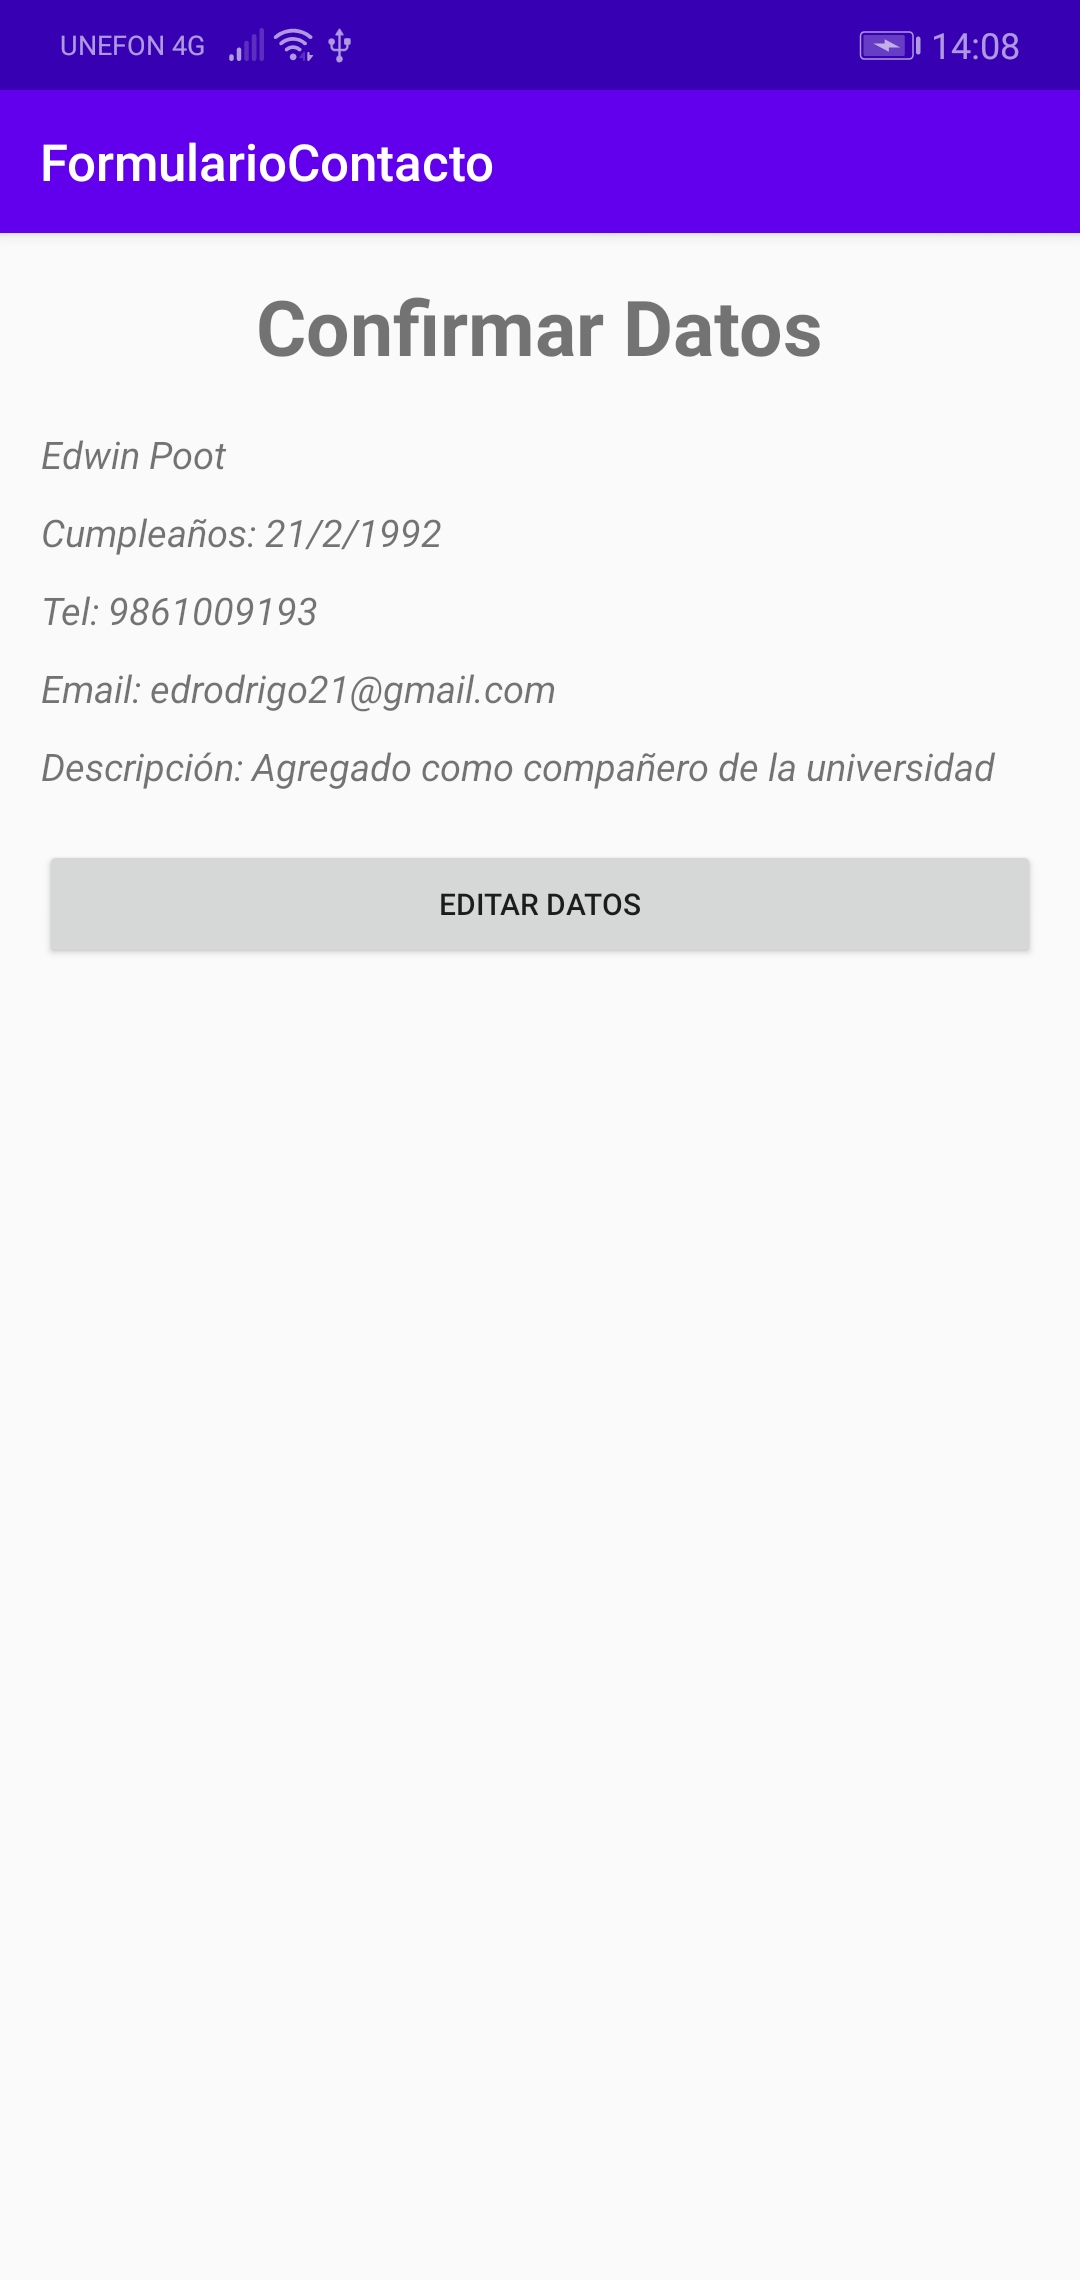 UNEFON 4G 14:08
FormularioContacto
Confirmar Datos
Edwin Poot
Cumpleaños: 21/2/1992
Tel: 9861009193
Email: edrodrigo21@gmail.com
Descripción: Agregado como compañero de la universidad
EDITAR DATOS